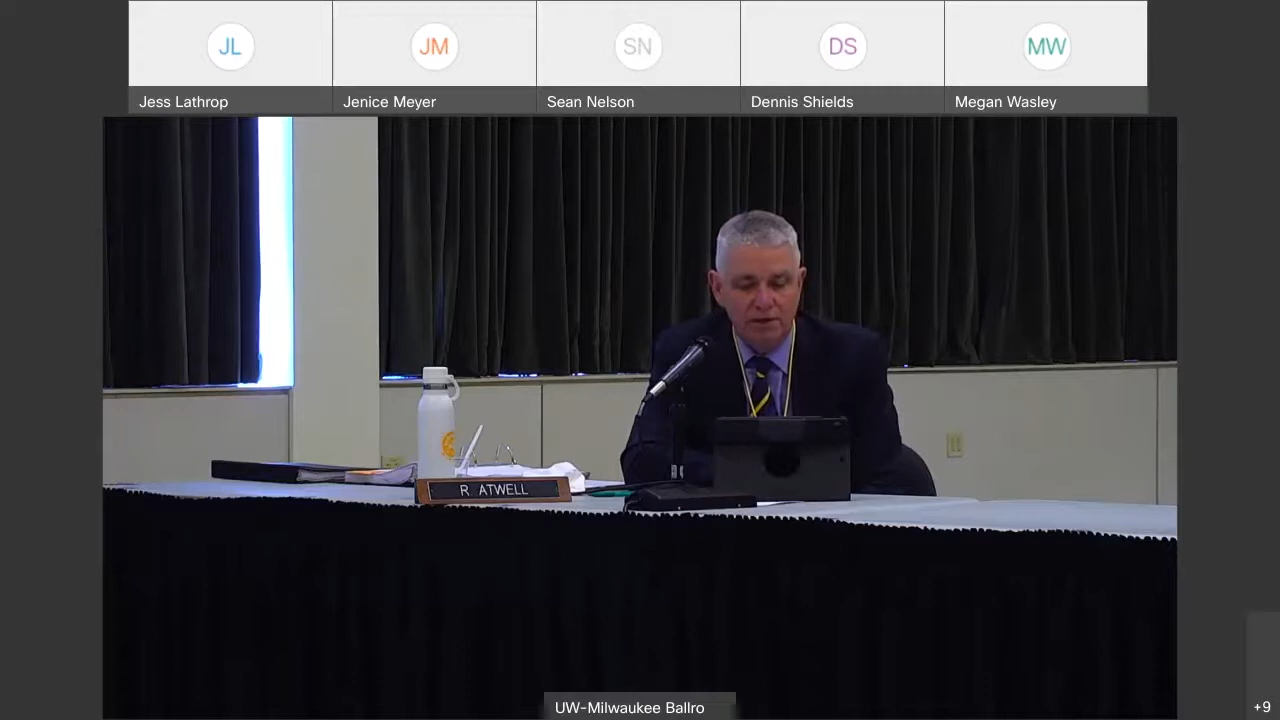 JL
JM
SN
DS
MW
Jess Lathrop
Jenice Meyer
Sean Nelson
Dennis Shields
Megan Wasley
R. ATWELL
UW-Milwaukee Ballro
+9